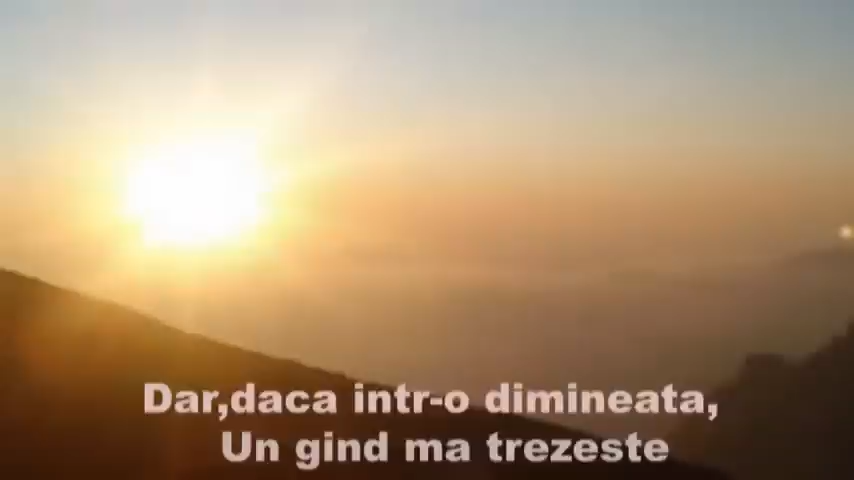 Dar,daca intr-o dimineata,
Un gind ma trezeste